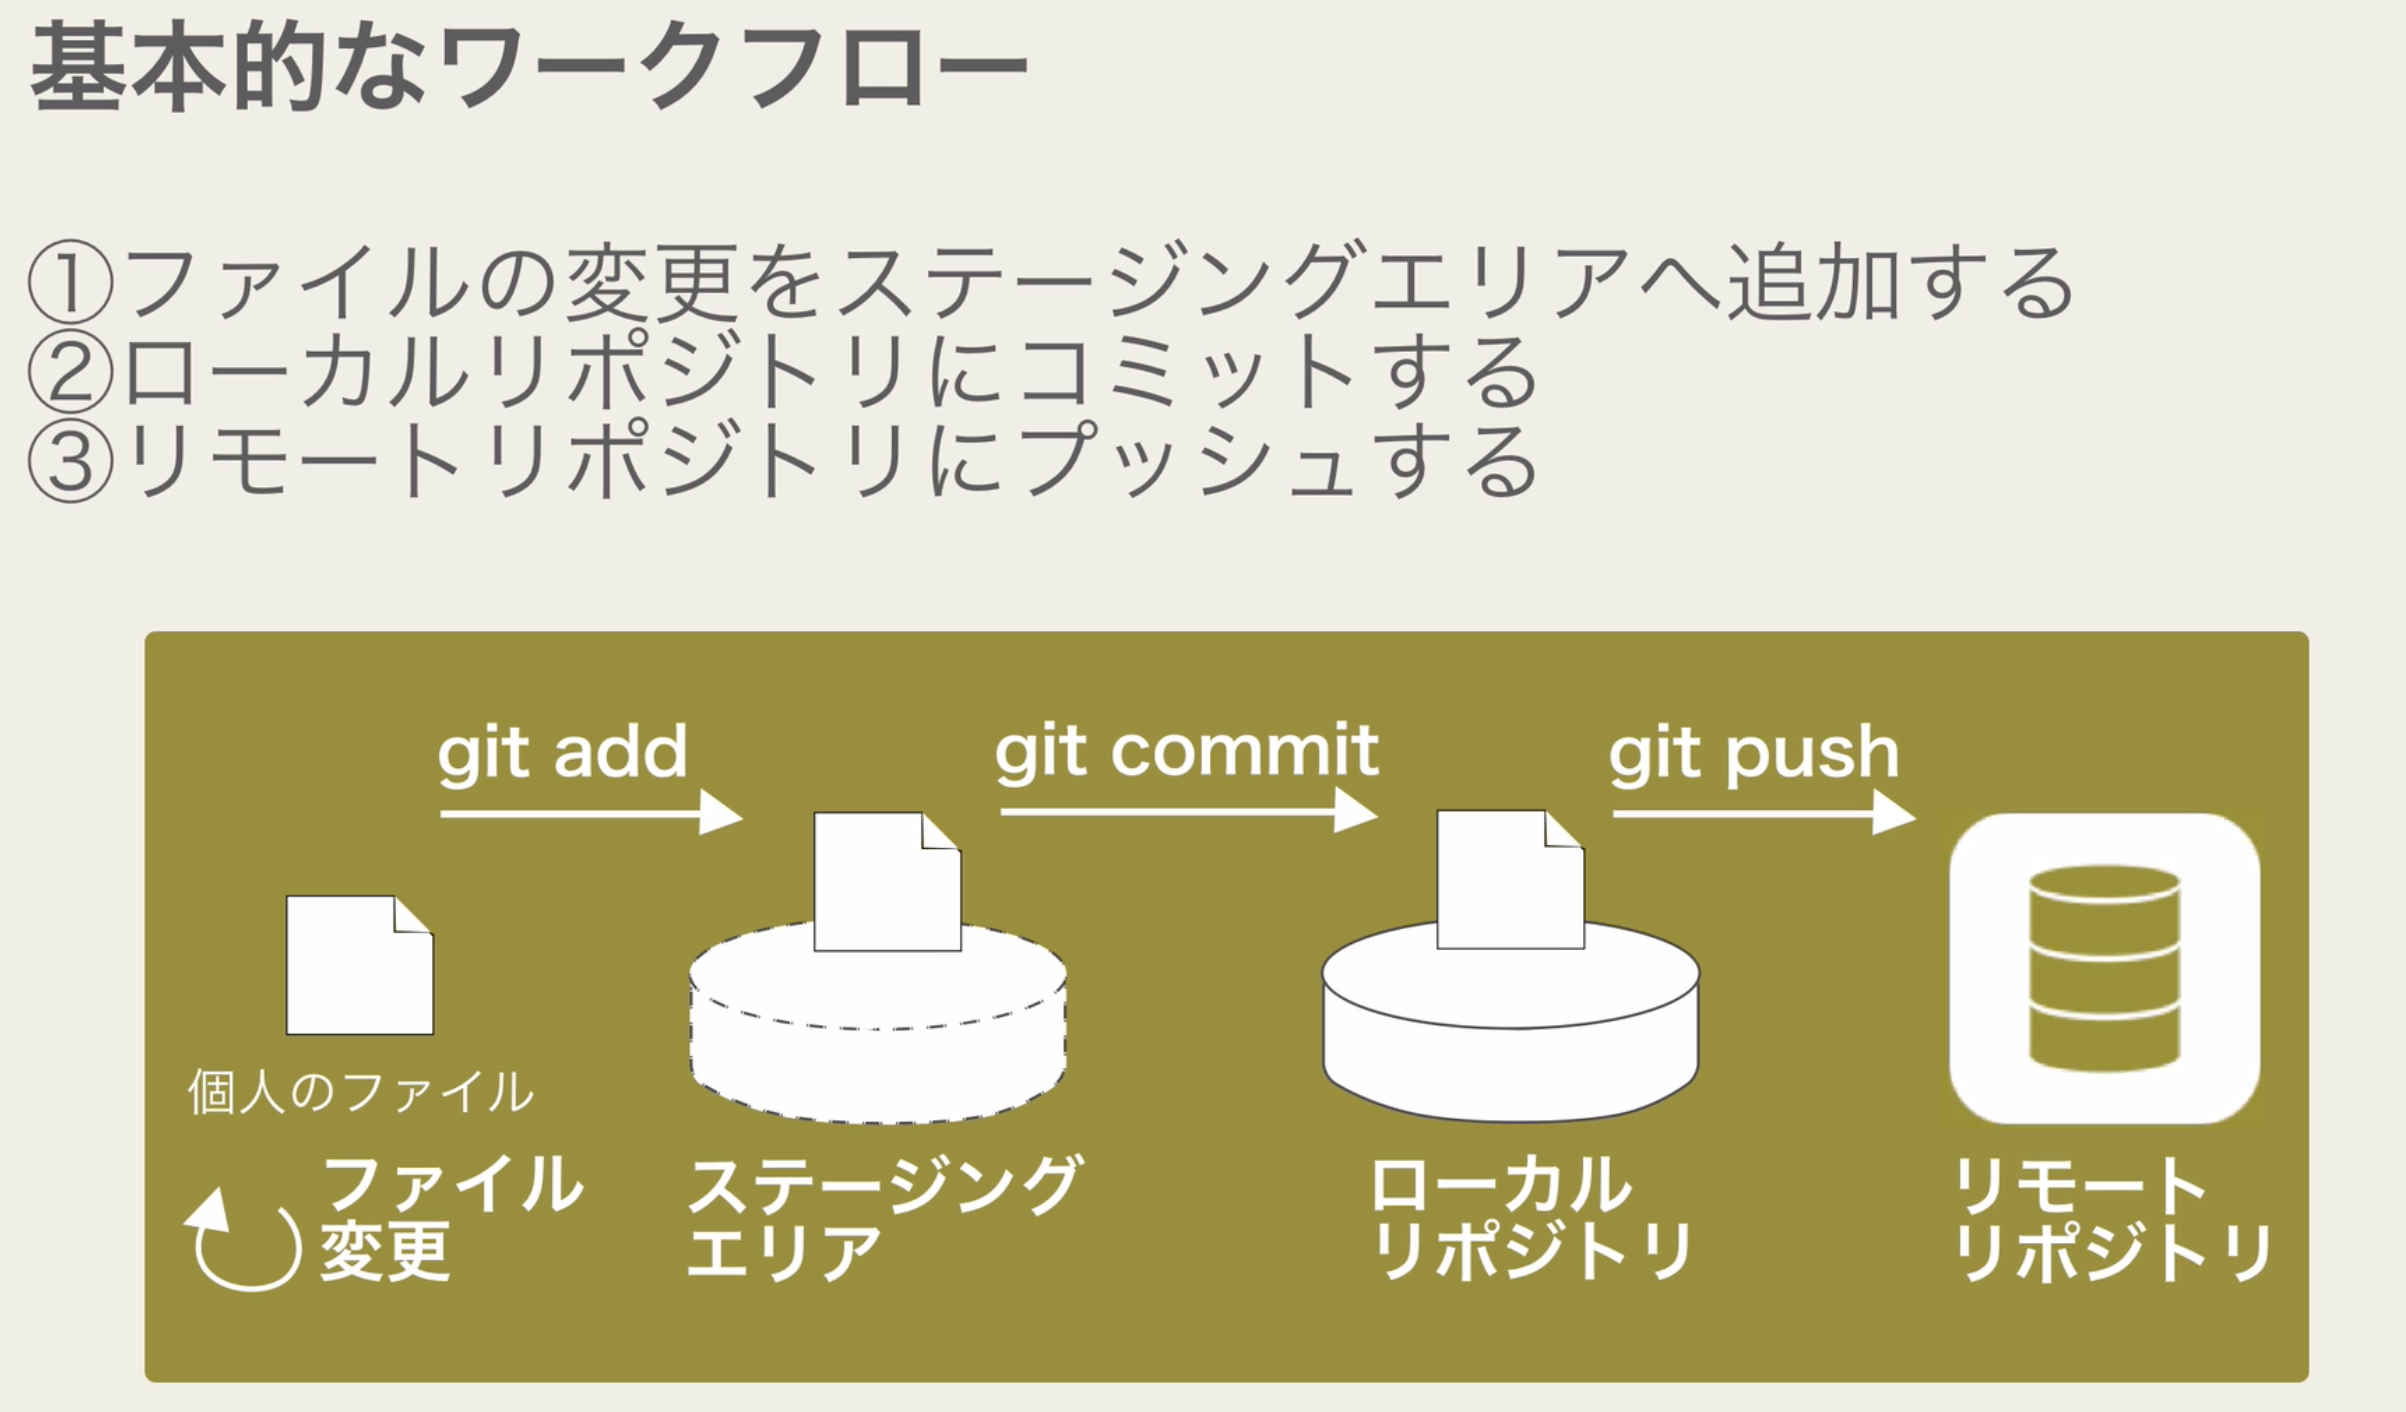 基本的なワークフロー
①ファイルの変更をステージングエリアへ追加する
②ローカルリポジトリにコミットする
③リモートリポジトリにプッシュする
git add
git commit
git push
個人のファイル
ファイル
変更
ステージング
エリア
ローカル
リポジトリ
リモート
リポジトリ